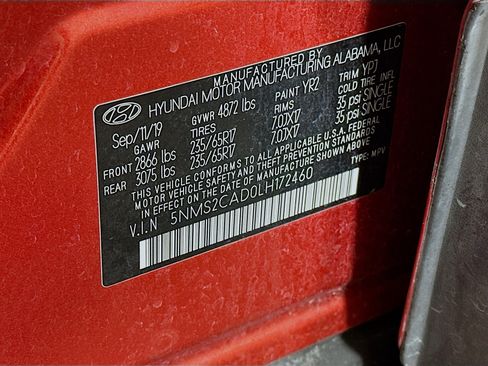 MANUFACTURED BY
HYUNDAI MOTOR MANUFACTURING ALABAMA, LLC
Sep/11/19 GVWR 4872 lbs PAINT YR2 TRIM YPJ
GAWR TIRES RIMS COLD TIRE INFL
FRONT 2866 lbs 235/65R17 7.0JX17 35 psi SINGLE
REAR 3075 lbs 235/65R17 7.0JX17 35 psi SINGLE
THIS VEHICLE CONFORMS TO ALL APPLICABLE U.S.A. FEDERAL
MOTOR VEHICLE SAFETY AND THEFT PREVENTION STANDARDS
IN EFFECT ON THE DATE OF MANUFACTURE SHOWN ABOVE.
V.I.N 5NMS2CAD0LH172460 TYPE: MPV